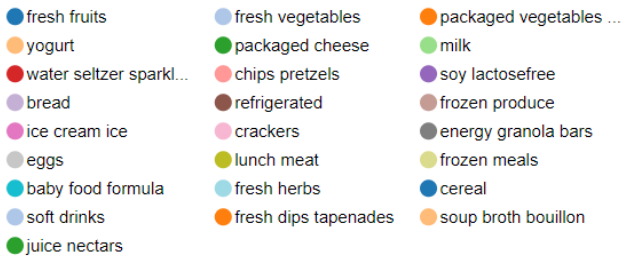 fresh fruits fresh vegetables packaged vegetables ...
yogurt packaged cheese milk
water seltzer sparkl... chips pretzels soy lactosefree
bread refrigerated frozen produce
ice cream ice crackers energy granola bars
eggs lunch meat frozen meals
baby food formula fresh herbs cereal
soft drinks fresh dips tapenades soup broth bouillon
juice nectars